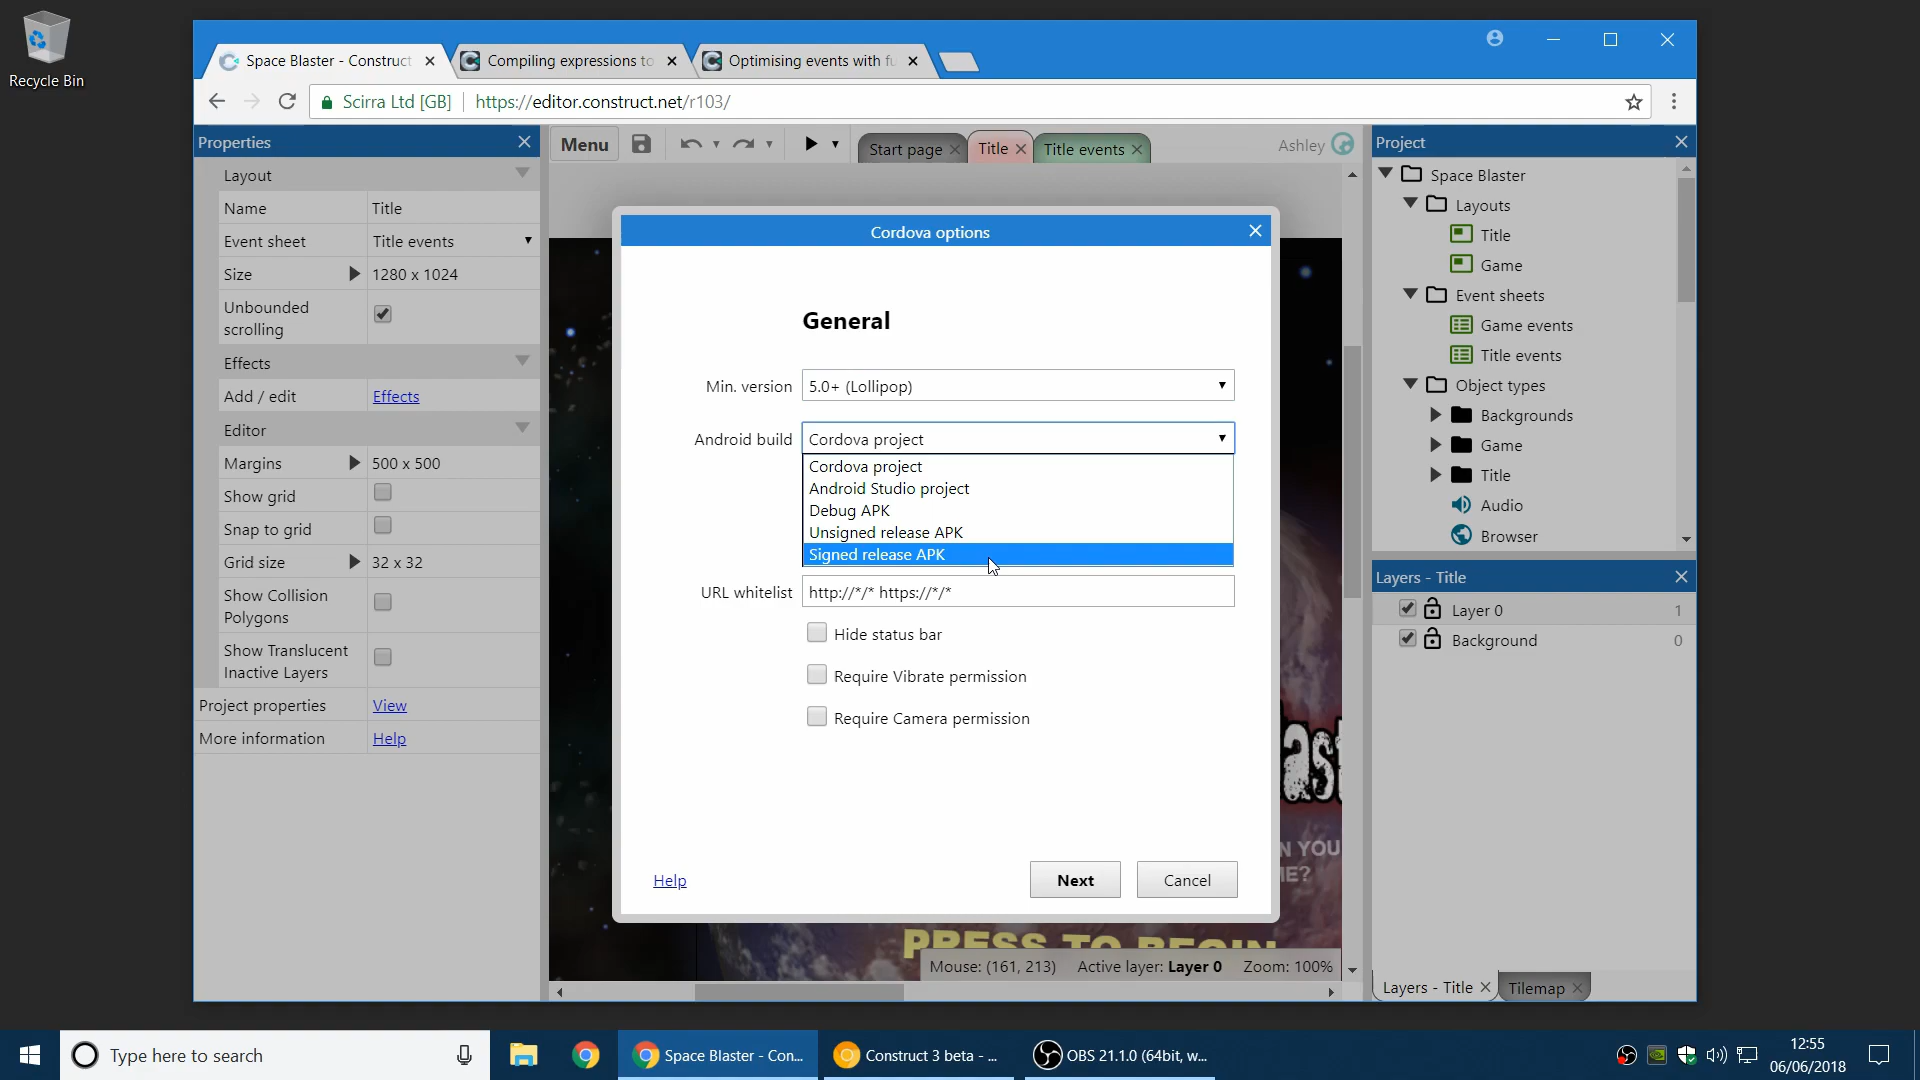 Recycle Bin
Space Blaster - Construct
Compiling expressions to
Optimising events with fu
Scirra Ltd [GB]
https://editor.construct.net/r103/
Properties
Layout
Name
Title
Event sheet
Title events
Size
1280 x 1024
Unbounded
scrolling
Effects
Add / edit
Effects
Editor
Margins
500 x 500
Show grid
Snap to grid
Grid size
32 x 32
Show Collision
Polygons
Show Translucent
Inactive Layers
Project properties
View
More information
Help
Menu
Start page
Title
Title events
Ashley
Cordova options
General
Min. version
5.0+ (Lollipop)
Android build
Cordova project
Cordova project
Android Studio project
Debug APK
Unsigned release APK
Signed release APK
URL whitelist
http://*/* https://*/*
Hide status bar
Require Vibrate permission
Require Camera permission
Help
Next
Cancel
N YOU
E?
PRESS TO BEGIN
Mouse: (161, 213)
Active layer: Layer 0
Zoom: 100%
Project
Space Blaster
Layouts
Title
Game
Event sheets
Game events
Title events
Object types
Backgrounds
Game
Title
Audio
Browser
Layers - Title
Layer 0
1
Background
0
Layers - Title
Tilemap
Type here to search
Space Blaster - Con...
Construct 3 beta - ...
OBS 21.1.0 (64bit, w...
12:55
06/06/2018